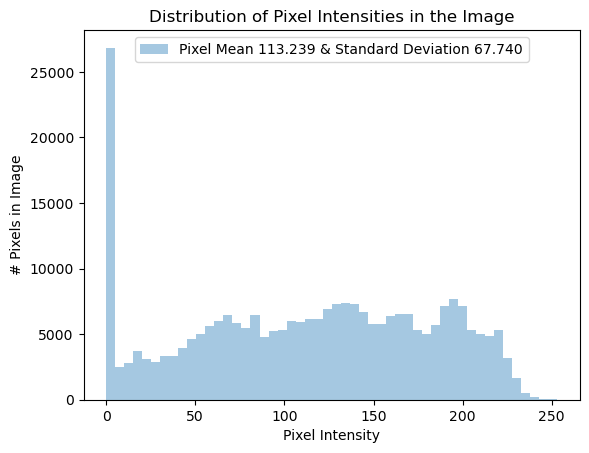 Distribution of Pixel Intensities in the Image
Pixel Mean 113.239 & Standard Deviation 67.740
# Pixels in Image
25000
20000
15000
10000
5000
0
0 50 100 150 200 250
Pixel Intensity